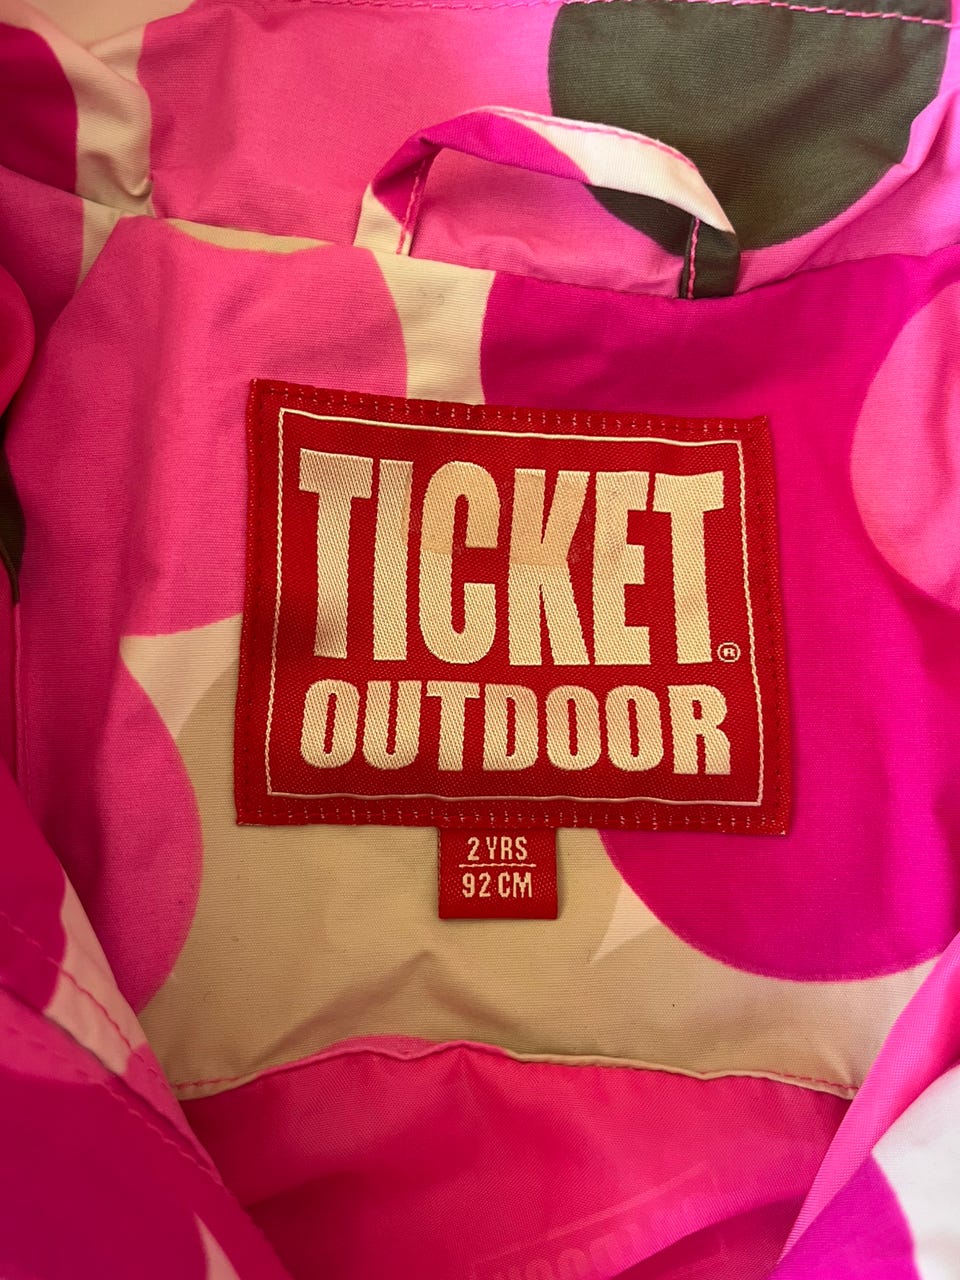 TICKET®
OUTDOOR
2 YRS
92 CM